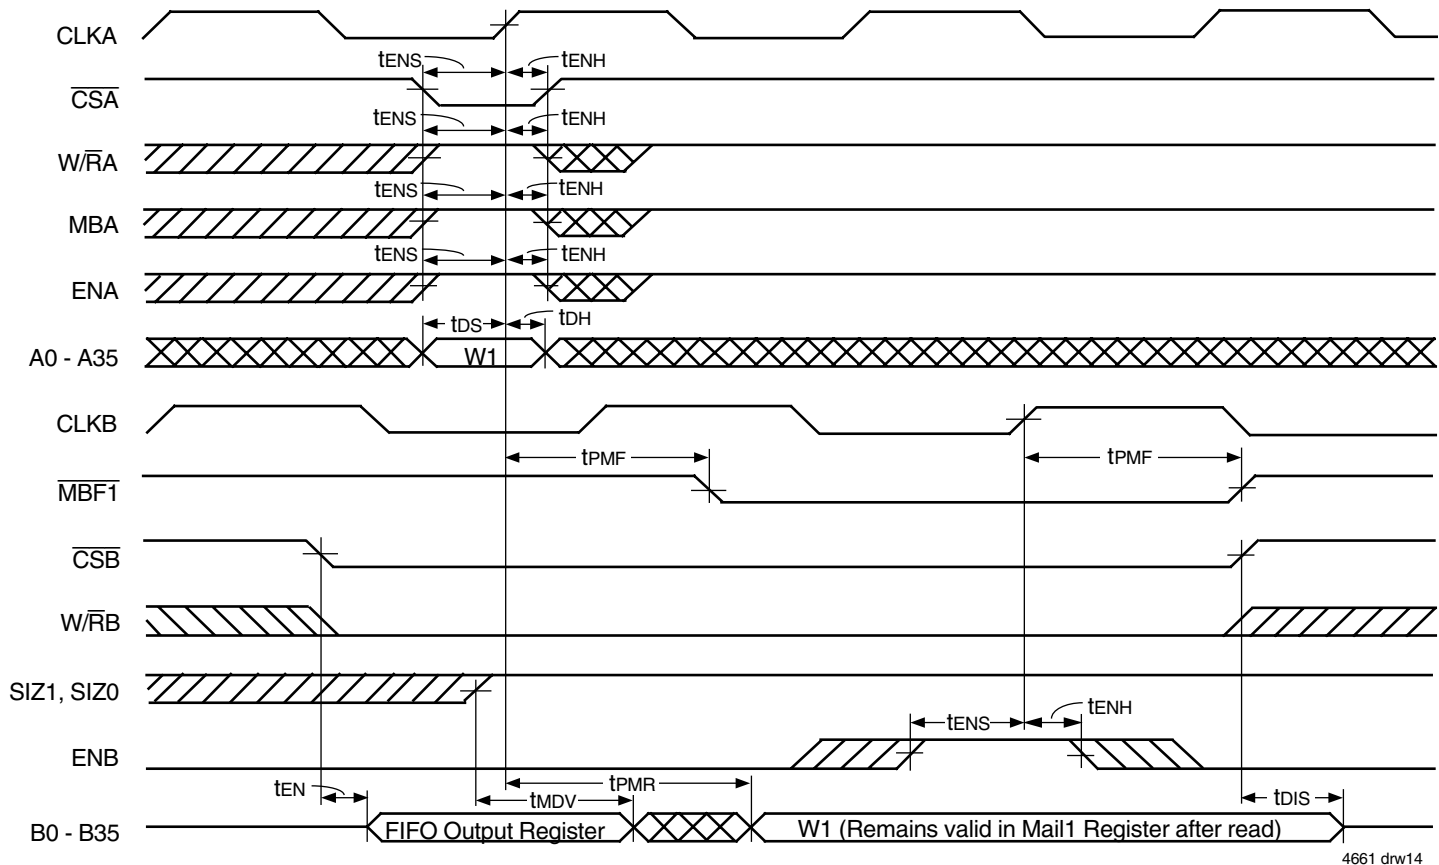 CLKA
tENS tENH
CSA
tENS tENH
W/RA
tENS tENH
MBA
tENS tENH
ENA
tDS tDH
A0 - A35 W1
CLKB
tPMF tPMF
MBF1
CSB
W/RB
SIZ1, SIZ0
tENS tENH
ENB
tEN tPMR
tMDV tDIS
B0 - B35 FIFO Output Register W1 (Remains valid in Mail1 Register after read)
4661 drw14